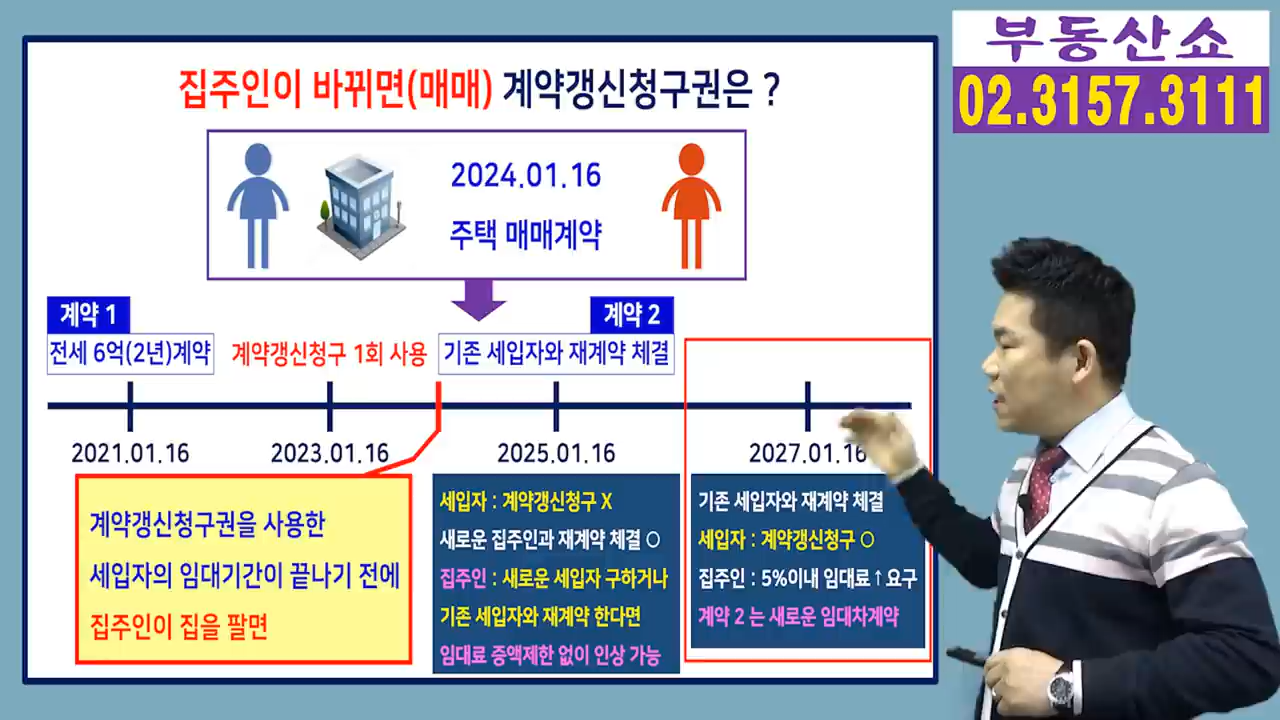 부동산쇼
02.3157.3111
집주인이 바뀌면(매매) 계약갱신청구권은 ?
2024.01.16
주택 매매계약
계약 1
전세 6억(2년)계약
계약갱신청구 1회 사용
계약 2
기존 세입자와 재계약 체결
2021.01.16
2023.01.16
2025.01.16
2027.01.16
계약갱신청구권을 사용한
세입자의 임대기간이 끝나기 전에
집주인이 집을 팔면
세입자 : 계약갱신청구 X
새로운 집주인과 재계약 체결 O
집주인 : 새로운 세입자 구하거나
기존 세입자와 재계약 한다면
임대료 증액제한 없이 인상 가능
기존 세입자와 재계약 체결
세입자 : 계약갱신청구 O
집주인 : 5%이내 임대료↑요구
계약 2 는 새로운 임대차계약